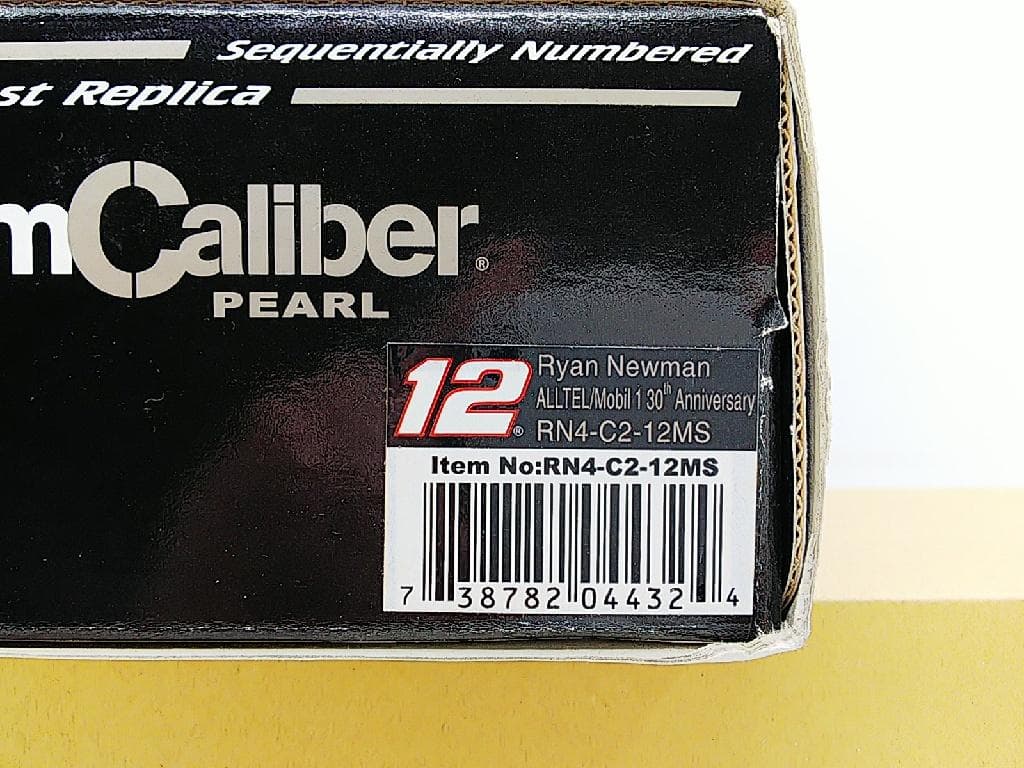 Sequentially Numbered
st Replica
mCaliber®
PEARL
12®
Ryan Newman
ALLTEL/Mobil 1 30th Anniversary
RN4-C2-12MS
Item No:RN4-C2-12MS
7 38782 04432 4